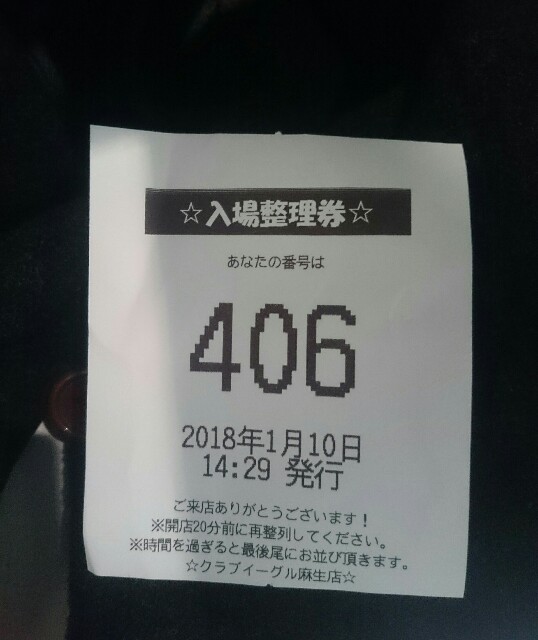 ☆入場整理券☆
あなたの番号は
406
2018年1月10日
14:29 発行
ご来店ありがとうございます！
※開店20分前に再整列してください。
※時間を過ぎると最後尾にお並び頂きます。
☆クラブイーグル麻生店☆